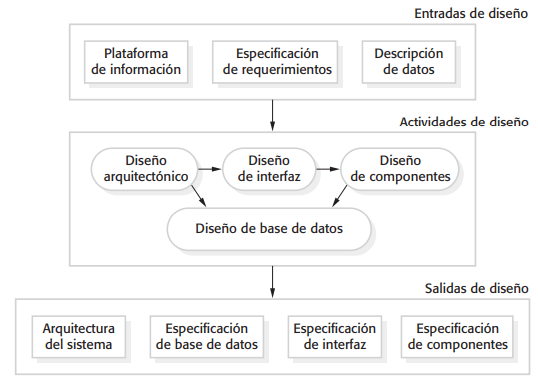 Entradas de diseño
Plataforma
de información
Especificación
de requerimientos
Descripción
de datos
Actividades de diseño
Diseño
arquitectónico
Diseño
de interfaz
Diseño
de componentes
Diseño de base de datos
Salidas de diseño
Arquitectura
del sistema
Especificación
de base de datos
Especificación
de interfaz
Especificación
de componentes